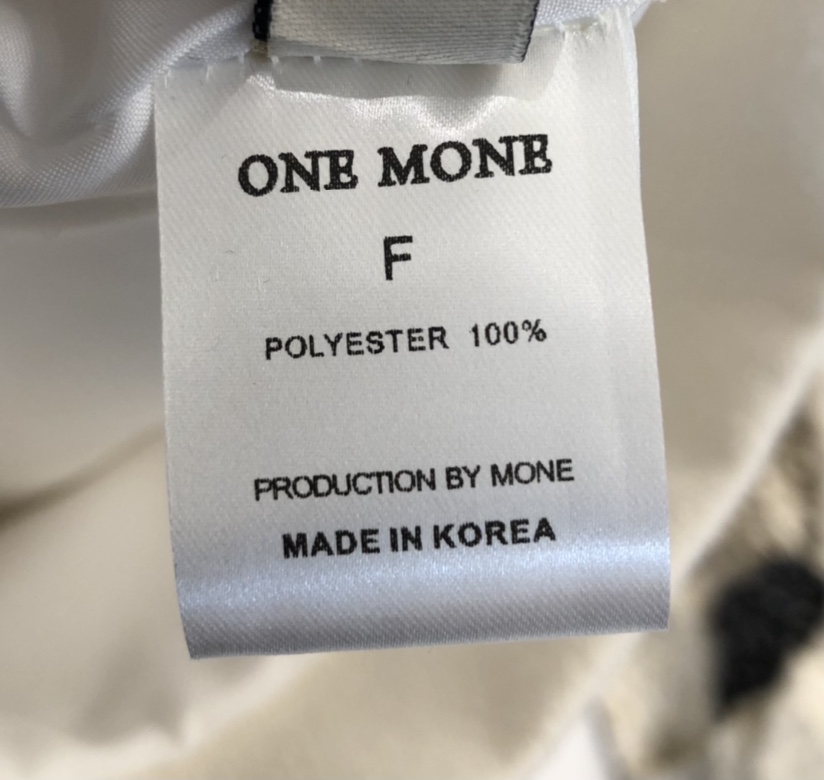 ONE MONE
F
POLYESTER 100%
PRODUCTION BY MONE
MADE IN KOREA